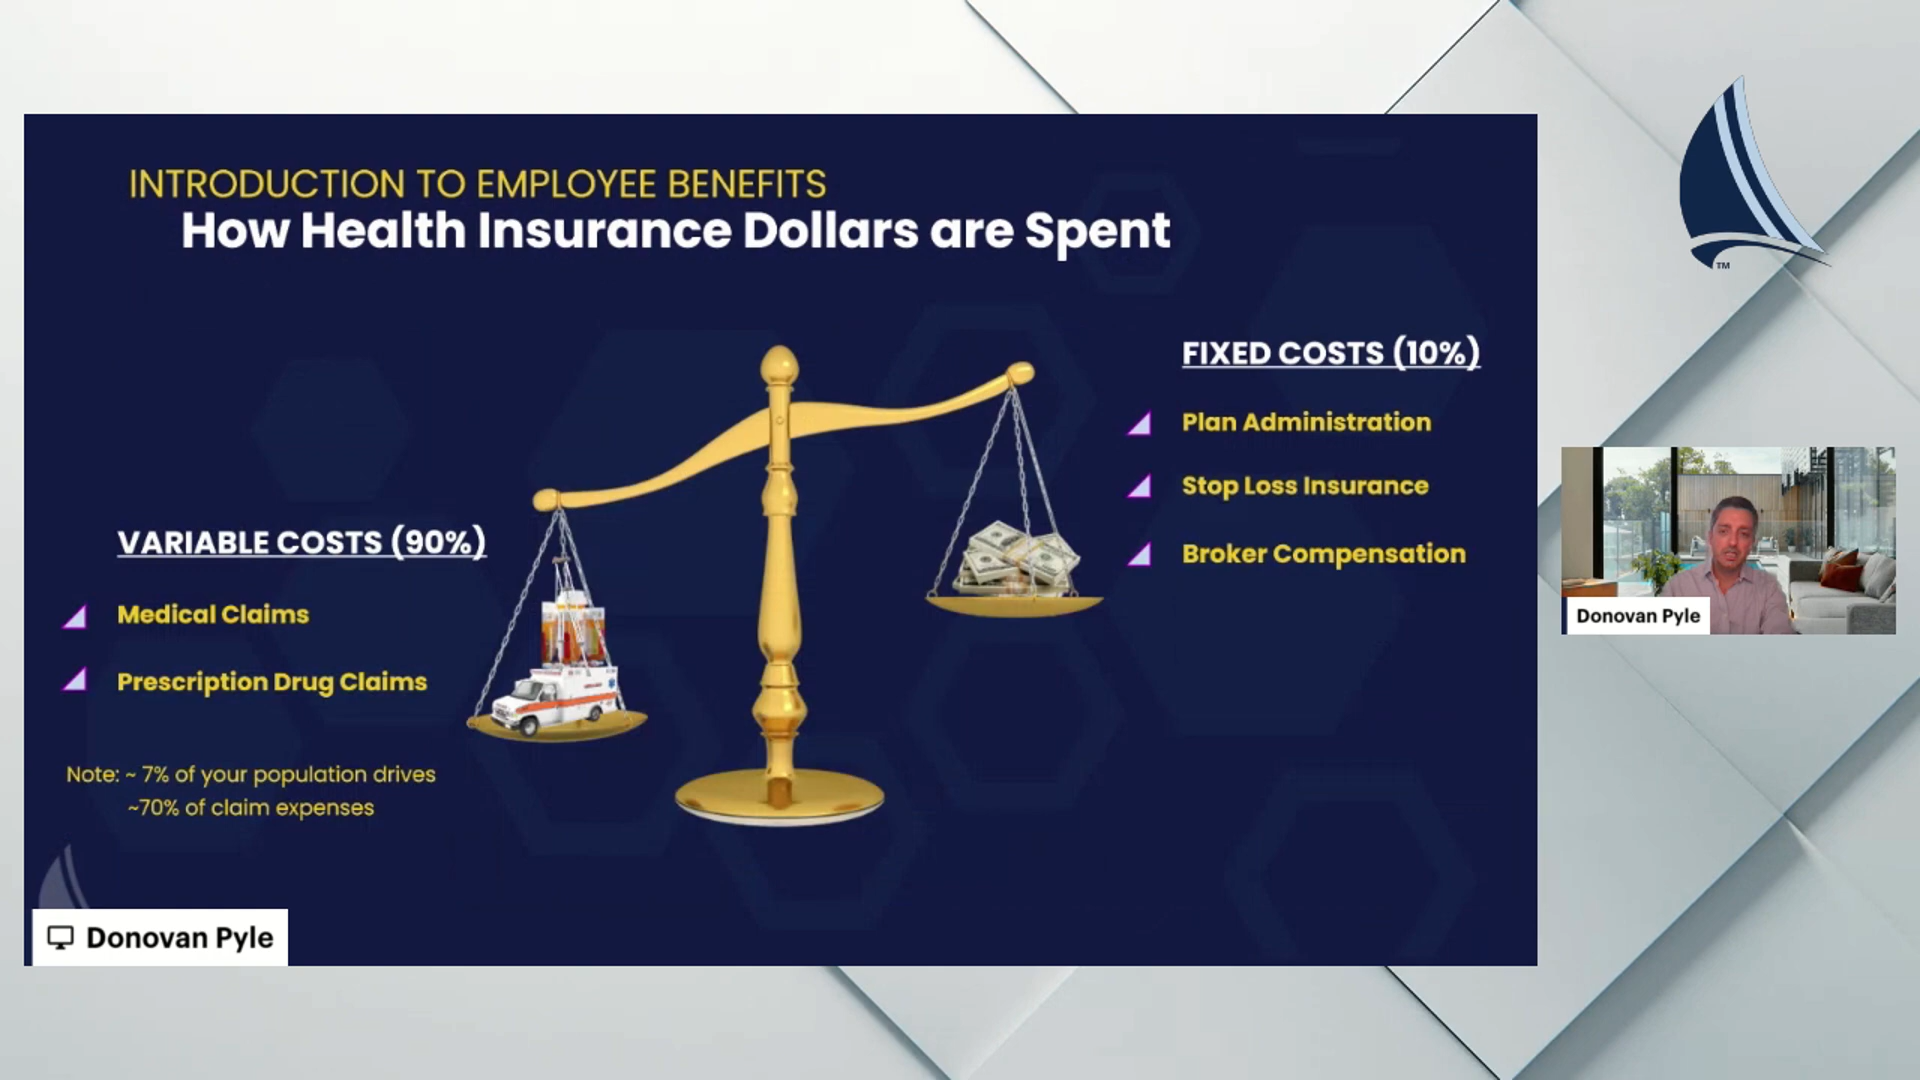 INTRODUCTION TO EMPLOYEE BENEFITS
How Health Insurance Dollars are Spent
FIXED COSTS (10%)
Plan Administration
Stop Loss Insurance
Broker Compensation
VARIABLE COSTS (90%)
Medical Claims
Prescription Drug Claims
Note: ~ 7% of your population drives
~70% of claim expenses
Donovan Pyle
TM
Donovan Pyle